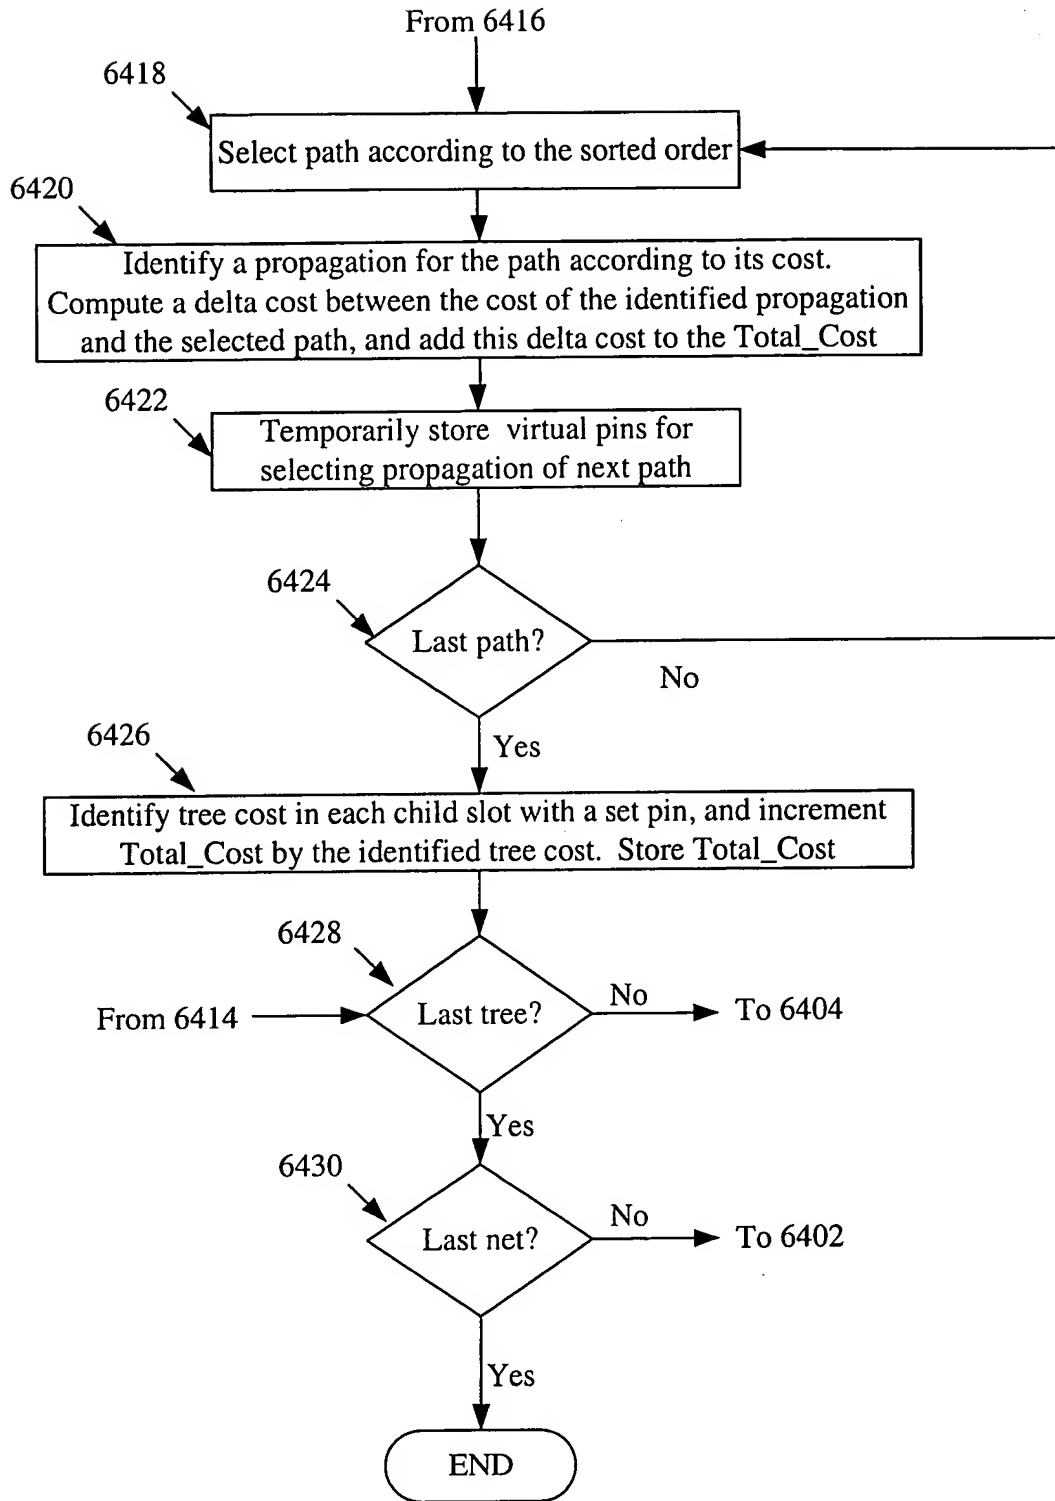 From 6416
6418
Select path according to the sorted order
6420
Identify a propagation for the path according to its cost.
Compute a delta cost between the cost of the identified propagation
and the selected path, and add this delta cost to the Total_Cost
6422
Temporarily store virtual pins for
selecting propagation of next path
6424
Last path?
No
Yes
6426
Identify tree cost in each child slot with a set pin, and increment
Total_Cost by the identified tree cost. Store Total_Cost
6428
From 6414
Last tree?
No
To 6404
Yes
6430
Last net?
No
To 6402
Yes
END